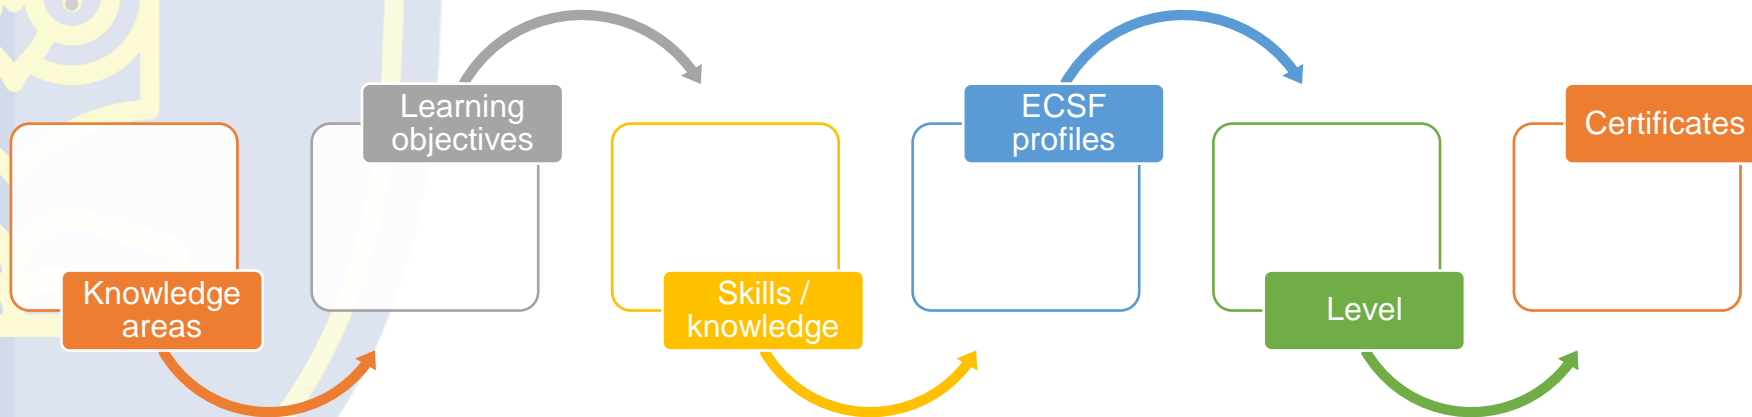 Knowledge
areas
Learning
objectives
Skills /
knowledge
ECSF
profiles
Level
Certificates